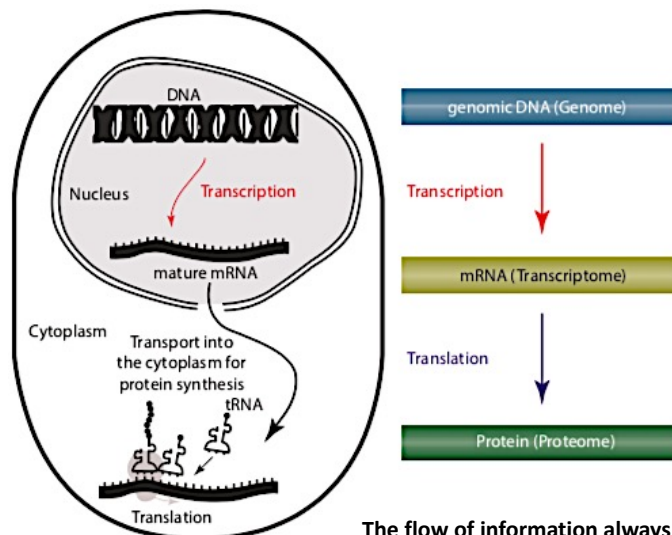 DNA
Nucleus
Transcription
mature mRNA
Cytoplasm
Transport into
the cytoplasm for
protein synthesis
tRNA
Translation
genomic DNA (Genome)
Transcription
mRNA (Transcriptome)
Translation
Protein (Proteome)
The flow of information always